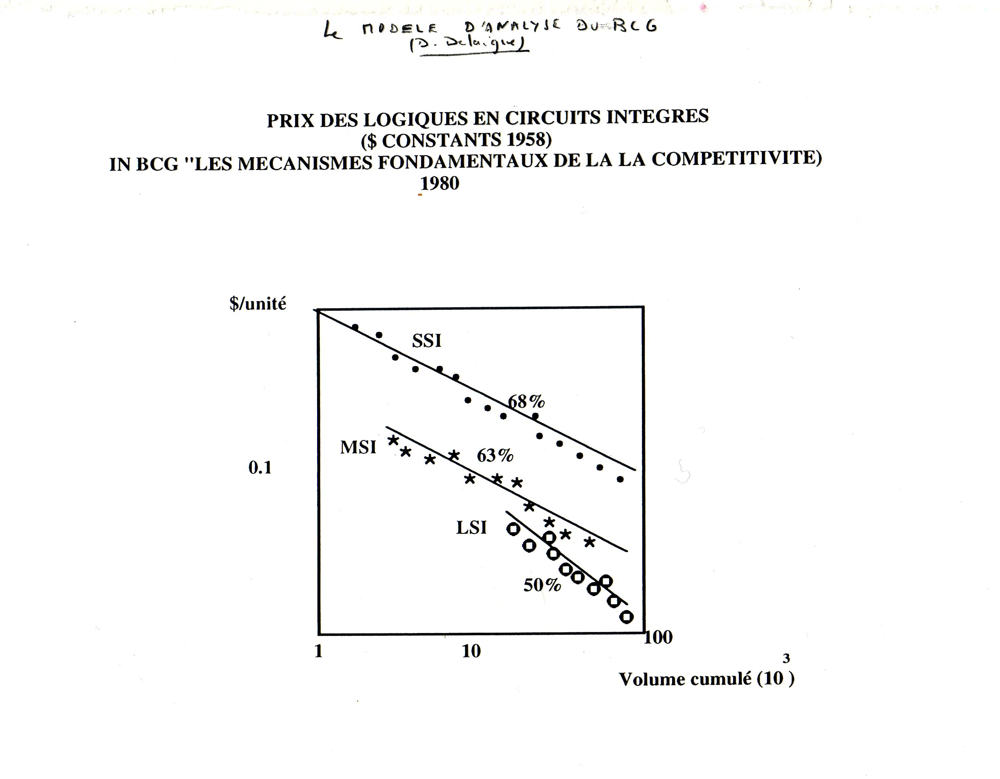 Le MODELE D'ANALYSE DU BCG
(D. Delaigue)
PRIX DES LOGIQUES EN CIRCUITS INTEGRES
($ CONSTANTS 1958)
IN BCG "LES MECANISMES FONDAMENTAUX DE LA LA COMPETITIVITE)
1980
$/unité
SSI
68%
MSI
63%
0.1
LSI
50%
100
1 10
3
Volume cumulé (10 )